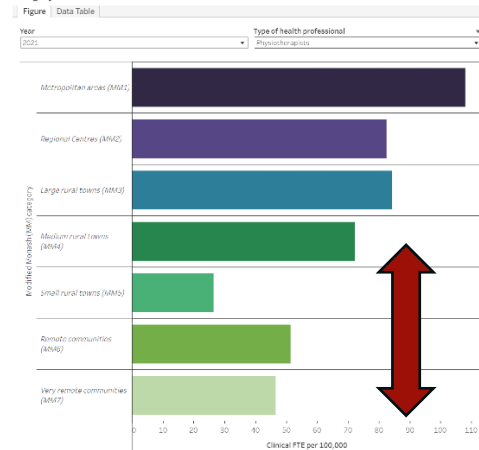 Figure Data Table
Year Type of health professional
2021 Physiotherapists
Modified Monash (MM) category
Metropolitan areas (MM1)
Regional Centres (MM2)
Large rural towns (MM3)
Medium rural towns
(MM4)
Small rural towns (MM5)
Remote communities
(MM6)
Very remote communities
(MM7)
0 10 20 30 40 50 60 70 80 90 100 110
Clinical FTE per 100,000